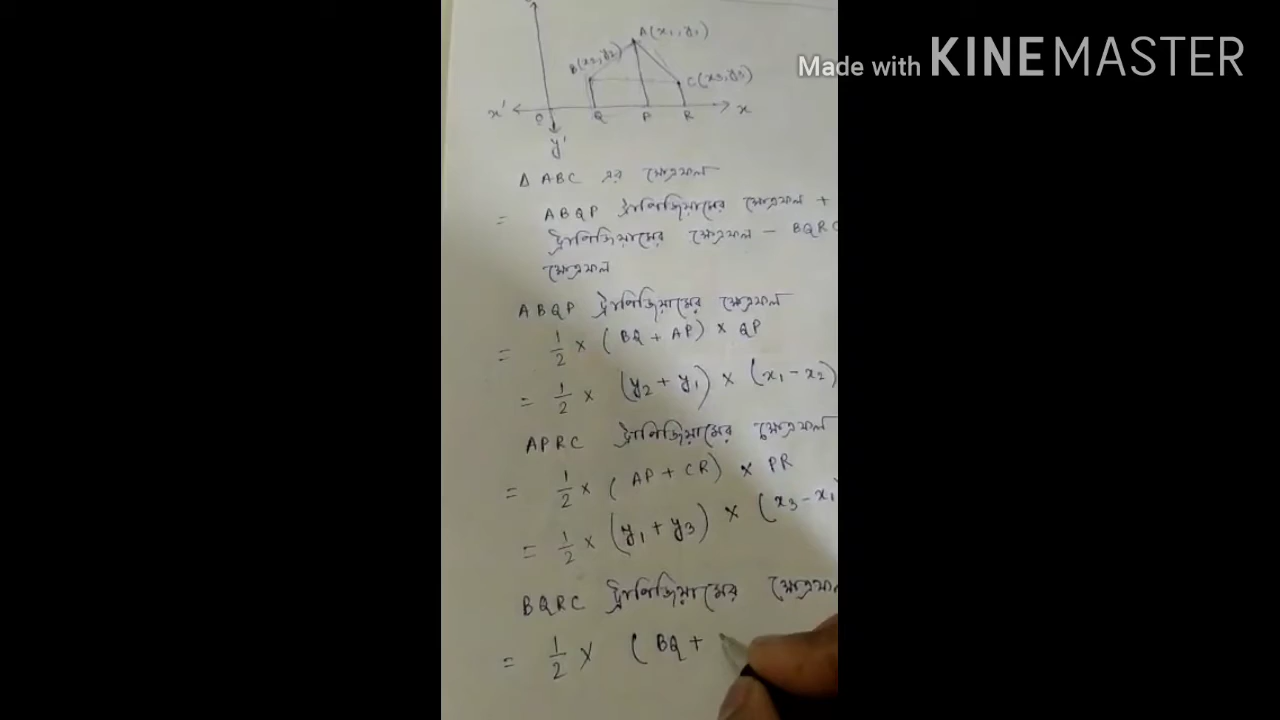 Made with KINEMASTER
A(x₁, y₁)
B(x₂, y₂)
C(x₃, y₃)
x' O Q P R x
y'
Δ ABC এর ক্ষেত্রফল
= ABQP ট্রাপিজিয়ামের ক্ষেত্রফল +
ট্রাপিজিয়ামের ক্ষেত্রফল - BQRC
ক্ষেত্রফল
ABQP ট্রাপিজিয়ামের ক্ষেত্রফল
= 1/2 × (BQ + AP) × QP
= 1/2 × (y₂ + y₁) × (x₁ - x₂)
APRC ট্রাপিজিয়ামের ক্ষেত্রফল
= 1/2 × (AP + CR) × PR
= 1/2 × (y₁ + y₃) × (x₃ - x₁)
BQRC ট্রাপিজিয়ামের ক্ষেত্রফল
= 1/2 × (BQ +